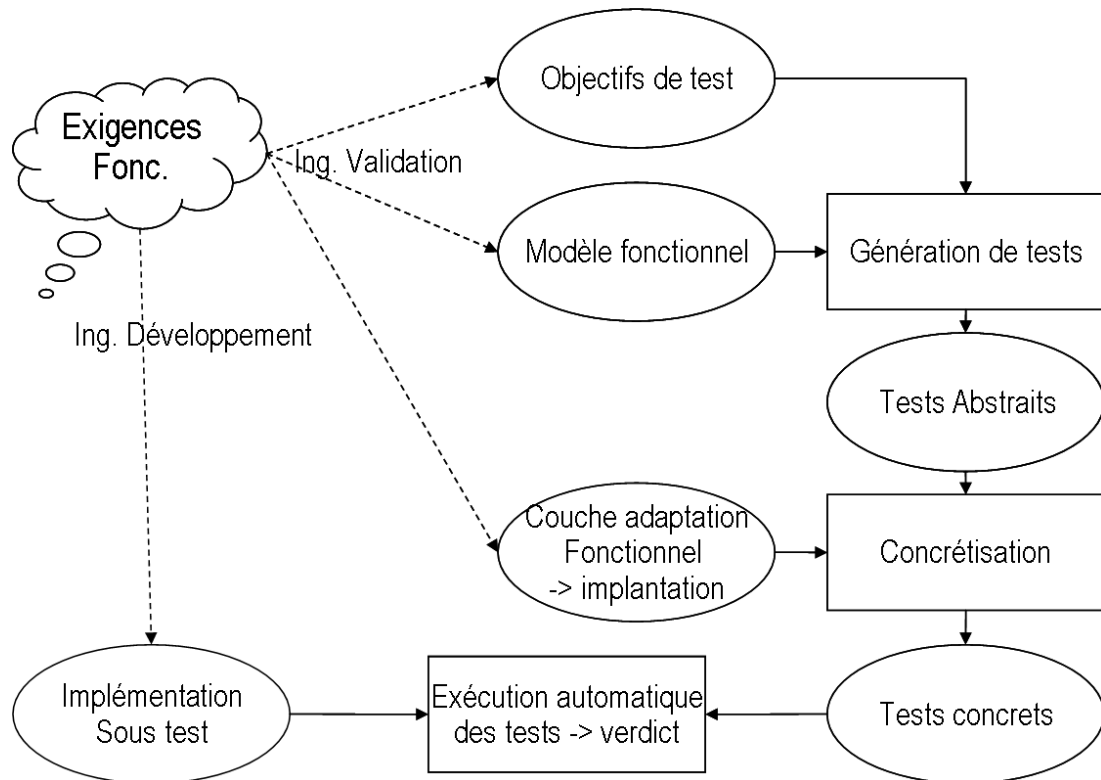 Objectifs de test
Exigences
Fonc.
Ing. Validation
Modèle fonctionnel
Génération de tests
Ing. Développement
Tests Abstraits
Couche adaptation
Fonctionnel
-> implantation
Concrétisation
Implémentation
Sous test
Exécution automatique
des tests -> verdict
Tests concrets